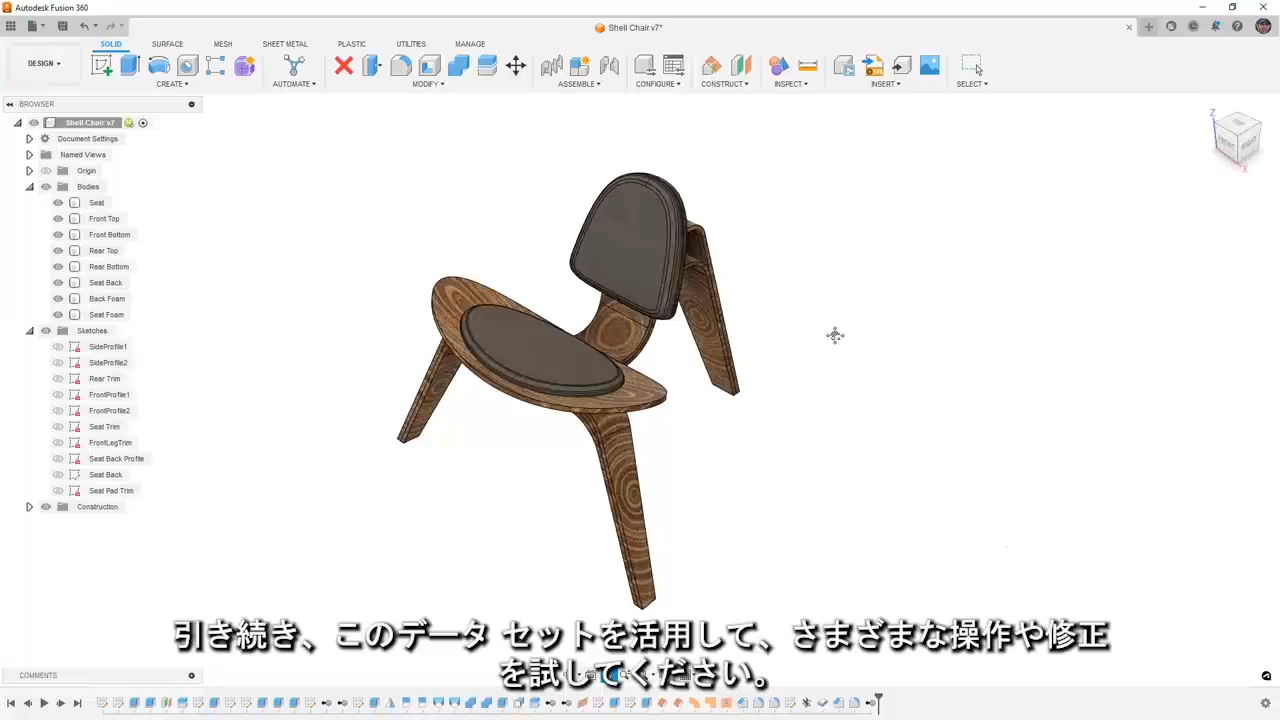 Autodesk Fusion 360
Shell Chair v7*
DESIGN
SOLID
SURFACE
MESH
SHEET METAL
PLASTIC
UTILITIES
MANAGE
CREATE
AUTOMATE
MODIFY
ASSEMBLE
CONFIGURE
CONSTRUCT
INSPECT
INSERT
SELECT
BROWSER
Shell Chair v7
Document Settings
Named Views
Origin
Bodies
Seat
Front Top
Front Bottom
Rear Top
Rear Bottom
Seat Back
Back Foam
Seat Foam
Sketches
SideProfile1
SideProfile2
Rear Trim
FrontProfile1
FrontProfile2
Seat Trim
FrontLegTrim
Seat Back Profile
Seat Back
Seat Pad Trim
Construction
Z
TOP
FRONT
RIGHT
X
引き続き、このデータ セットを活用して、さまざまな操作や修正
を試してください。
COMMENTS